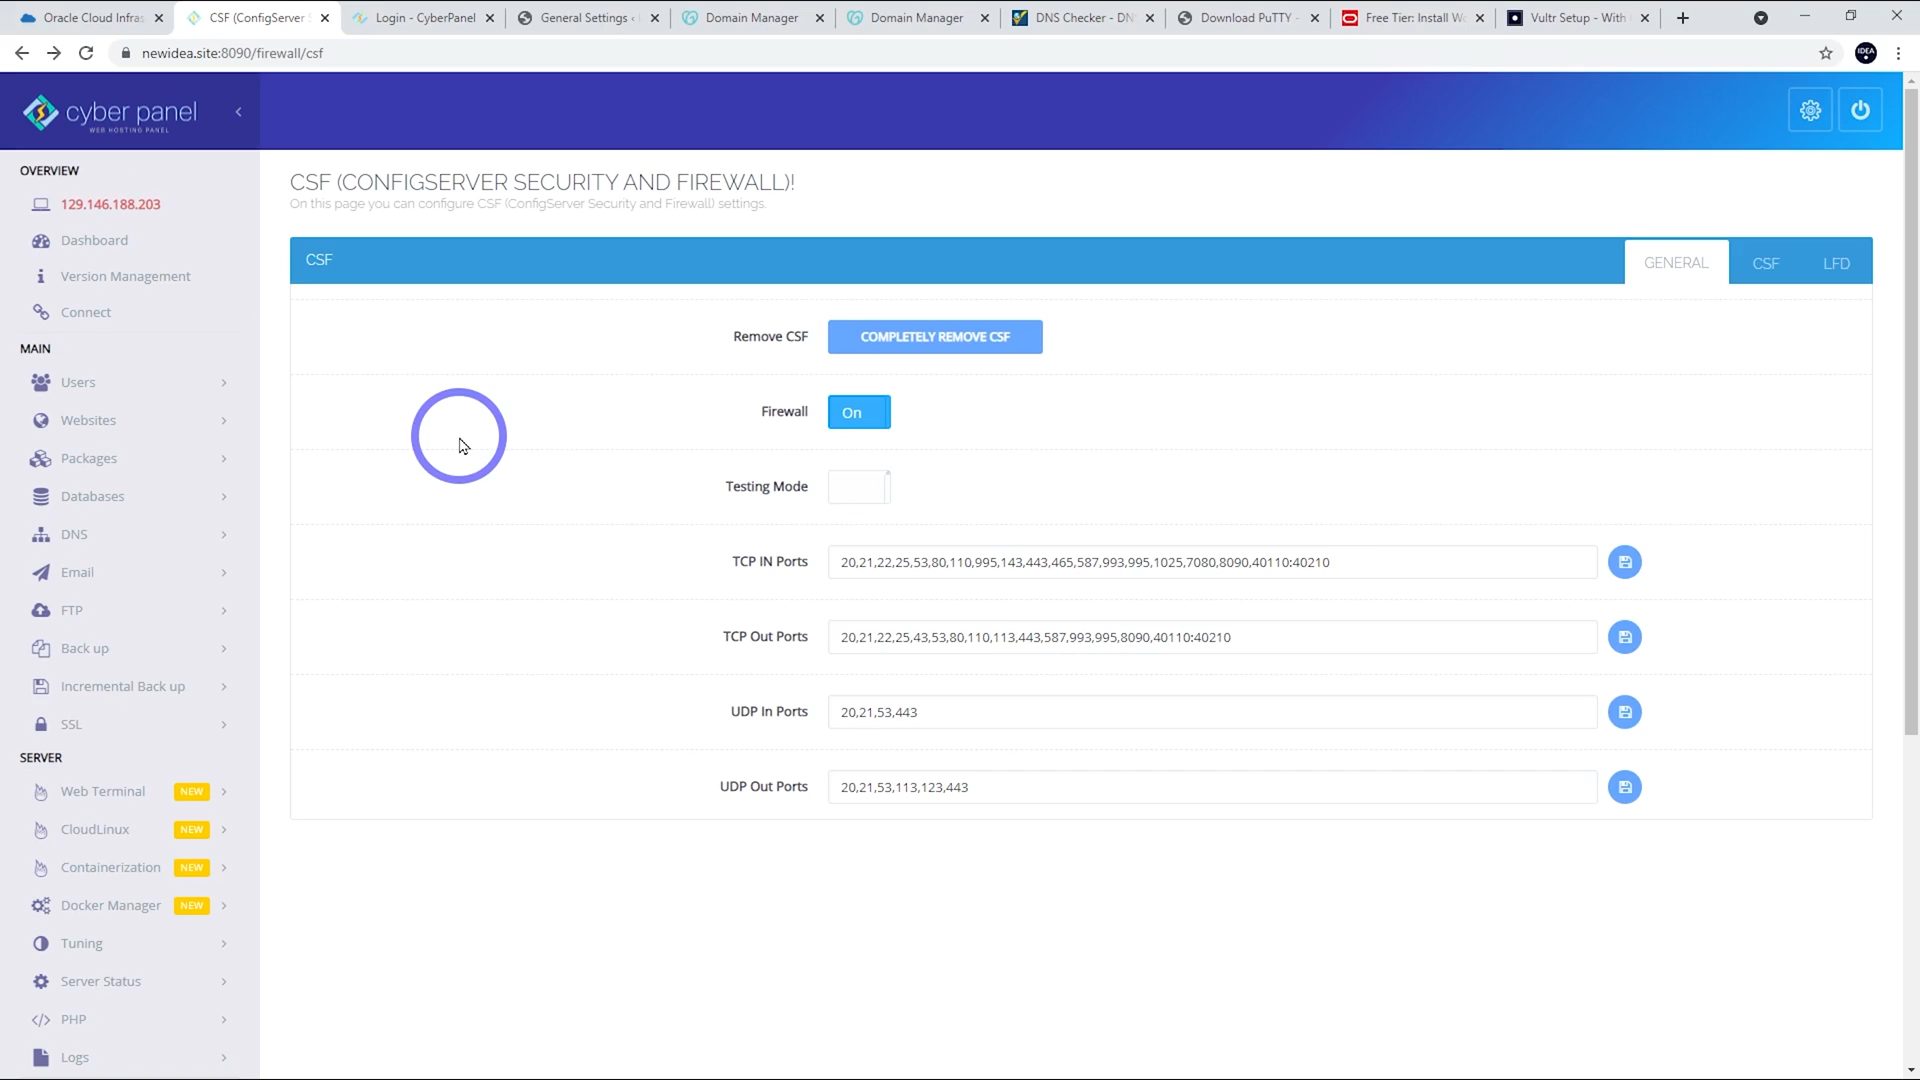 Oracle Cloud Infras
CSF (ConfigServer S
Login - CyberPanel
General Settings ‹
Domain Manager
Domain Manager
DNS Checker - DN
Download PuTTY -
Free Tier: Install Wo
Vultr Setup - With
newidea.site:8090/firewall/csf
IDEA
cyber panel
WEB HOSTING PANEL
OVERVIEW
129.146.188.203
Dashboard
Version Management
Connect
MAIN
Users
Websites
Packages
Databases
DNS
Email
FTP
Back up
Incremental Back up
SSL
SERVER
Web Terminal NEW
CloudLinux NEW
Containerization NEW
Docker Manager NEW
Tuning
Server Status
PHP
Logs
CSF (CONFIGSERVER SECURITY AND FIREWALL)!
On this page you can configure CSF (ConfigServer Security and Firewall) settings.
CSF
GENERAL
CSF
LFD
Remove CSF
COMPLETELY REMOVE CSF
Firewall
On
Testing Mode
TCP IN Ports
20,21,22,25,53,80,110,995,143,443,465,587,993,995,1025,7080,8090,40110:40210
TCP Out Ports
20,21,22,25,43,53,80,110,113,443,587,993,995,8090,40110:40210
UDP In Ports
20,21,53,443
UDP Out Ports
20,21,53,113,123,443